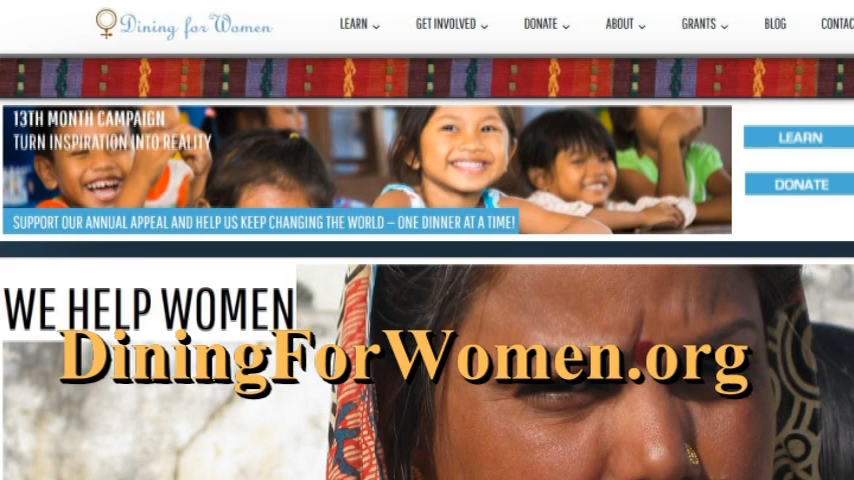 Dining for Women
LEARN GET INVOLVED DONATE ABOUT GRANTS BLOG CONTAC
13TH MONTH CAMPAIGN
TURN INSPIRATION INTO REALITY
LEARN
DONATE
SUPPORT OUR ANNUAL APPEAL AND HELP US KEEP CHANGING THE WORLD – ONE DINNER AT A TIME!
WE HELP WOMEN
DiningForWomen.org